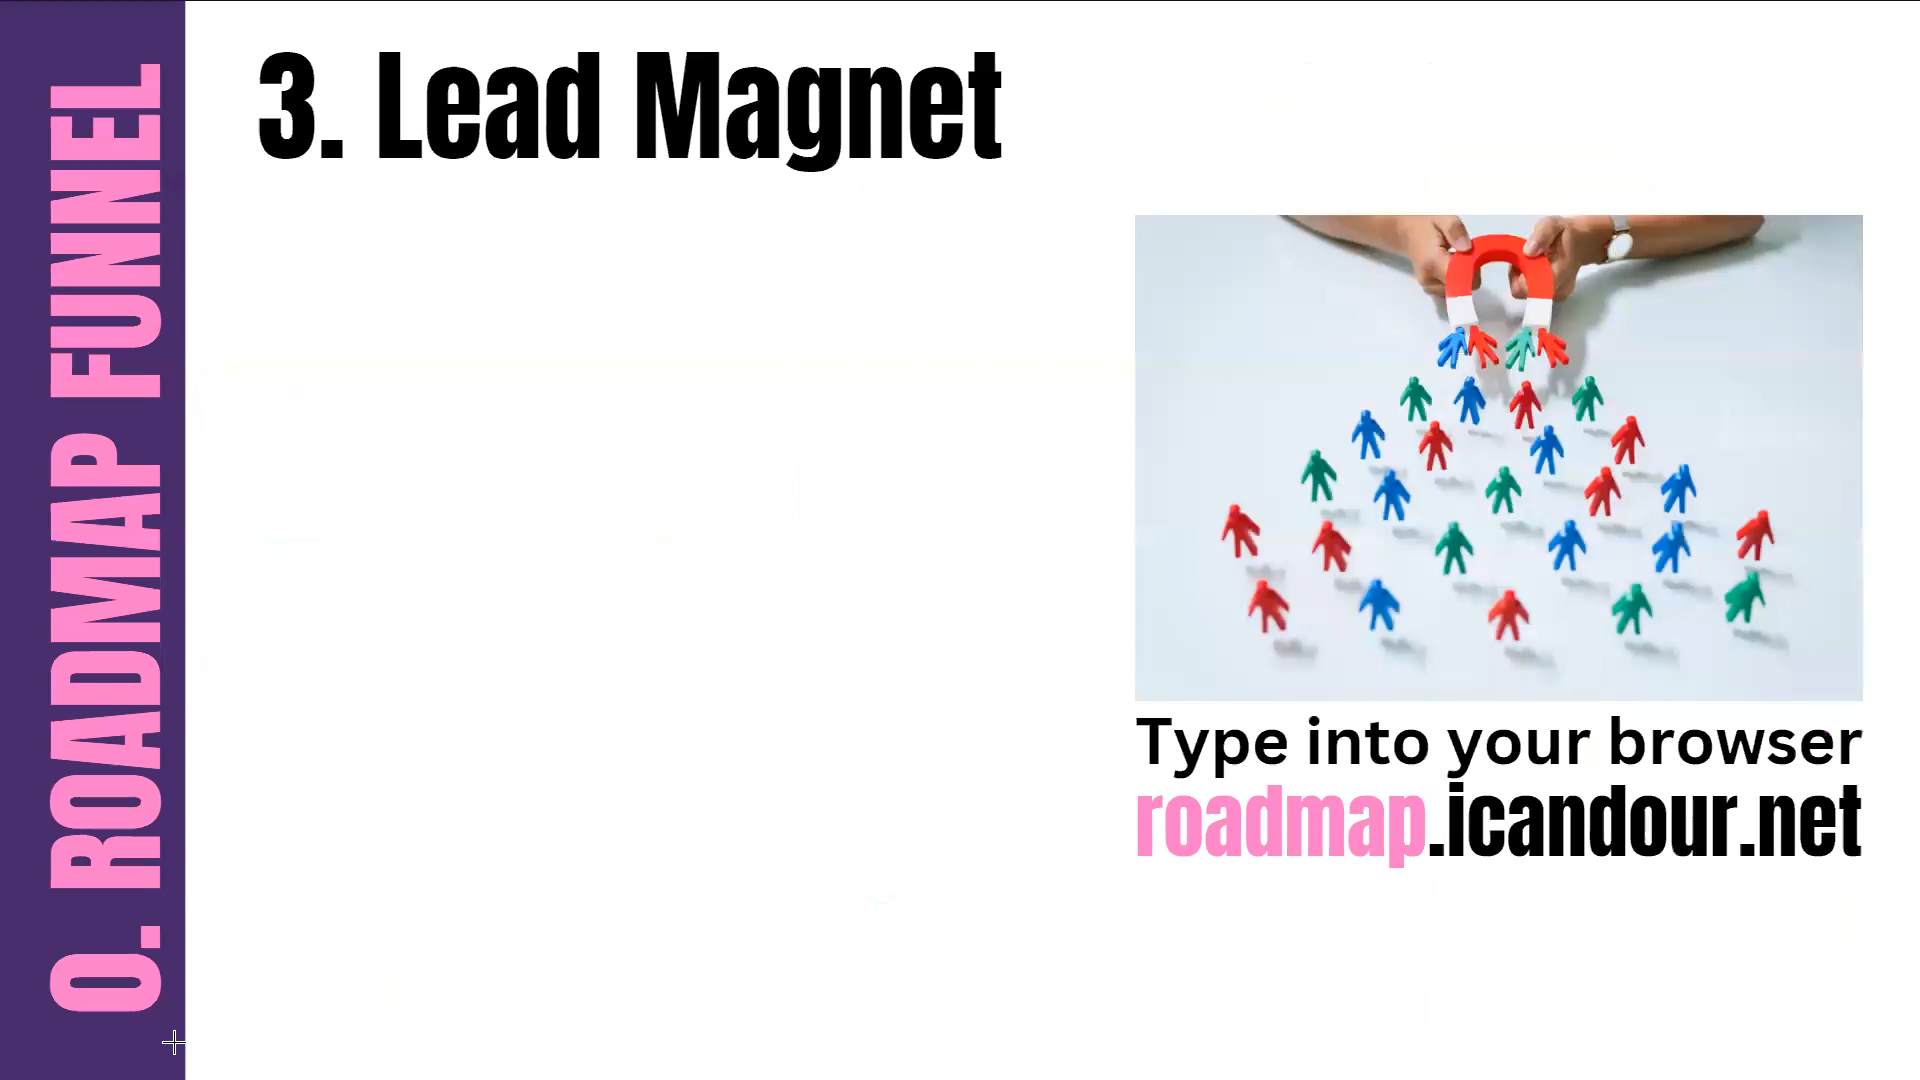 O. ROADMAP FUNNEL
3. Lead Magnet
Type into your browser
roadmap.icandour.net